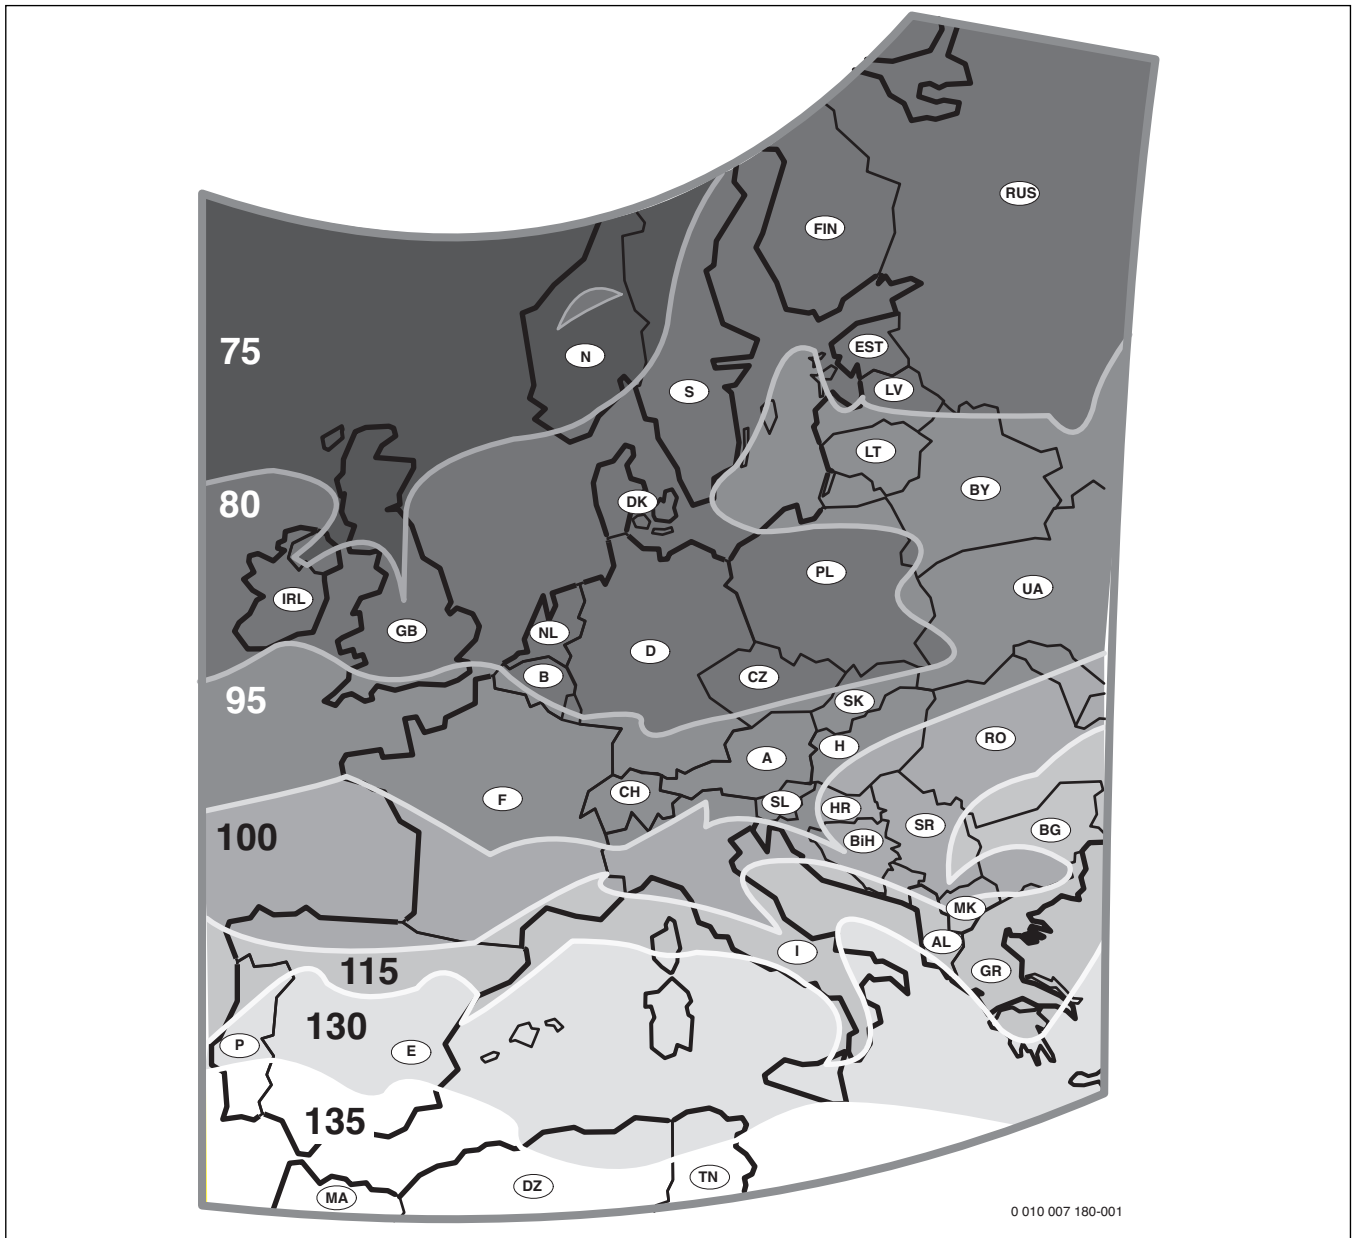 RUS
FIN
75
EST
N
LV
S
LT
80
BY
DK
PL
UA
IRL
GB
NL
D
B
CZ
95
SK
RO
H
A
CH
F
SL
HR
SR
BG
100
BiH
MK
AL
I
115
GR
130
P
E
135
TN
DZ
MA
0 010 007 180-001